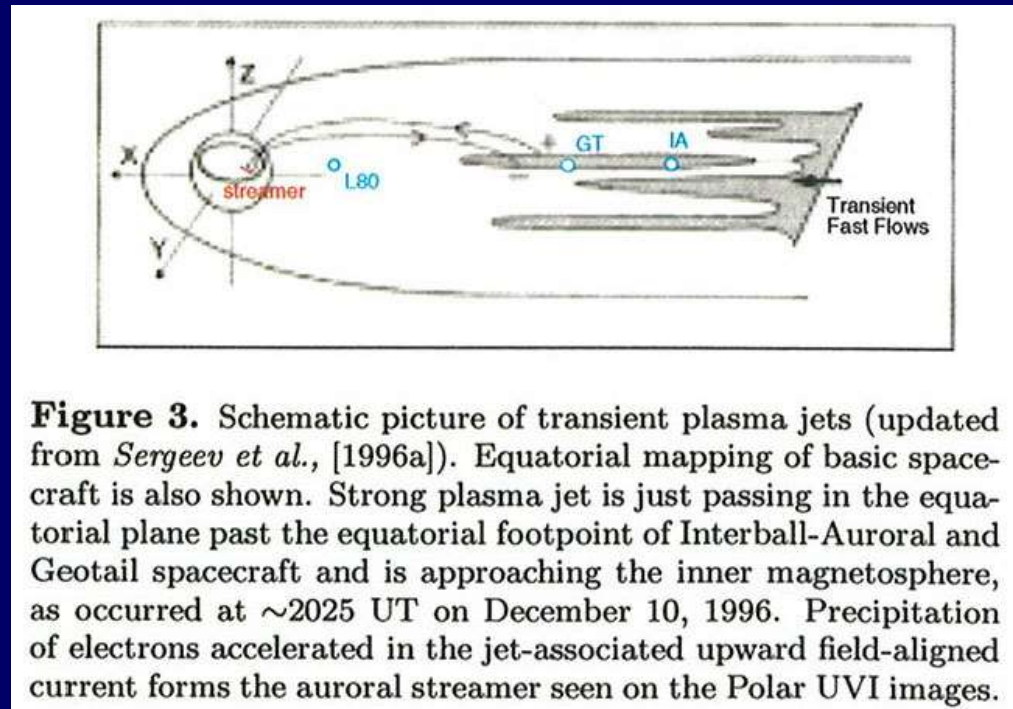 Z
X
GT
IA
L80
streamer
Transient
Fast Flows
Y
+
−
Figure 3. Schematic picture of transient plasma jets (updated
from Sergeev et al., [1996a]). Equatorial mapping of basic space-
craft is also shown. Strong plasma jet is just passing in the equa-
torial plane past the equatorial footpoint of Interball-Auroral and
Geotail spacecraft and is approaching the inner magnetosphere,
as occurred at ~2025 UT on December 10, 1996. Precipitation
of electrons accelerated in the jet-associated upward field-aligned
current forms the auroral streamer seen on the Polar UVI images.